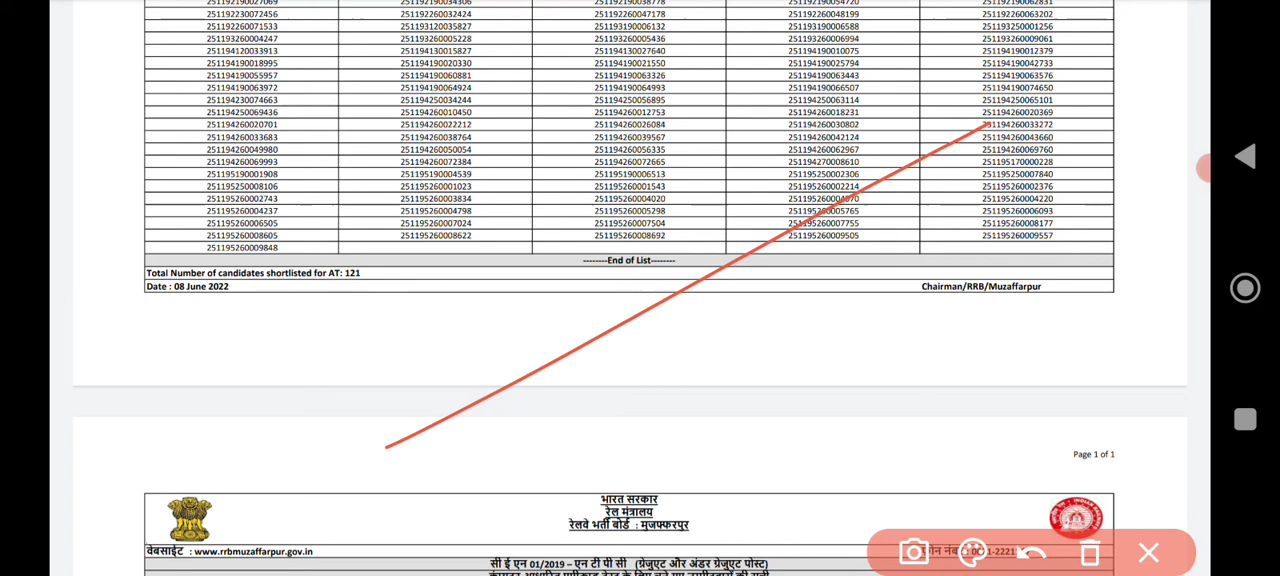 251192190027069 251192190034306 251192190038778 251192190054720 251192190062831
251192230072456 251192260032424 251192260047178 251192260048199 251192260063202
251192260071533 251193120035827 251193190006132 251193190006588 251193250001256
251193260004247 251193260005228 251193260005436 251193260006994 251193260009061
251194120033913 251194130015827 251194130027640 251194190010075 251194190012379
251194190018995 251194190020330 251194190021550 251194190025794 251194190042733
251194190055957 251194190060881 251194190063326 251194190063443 251194190063576
251194190063972 251194190064924 251194190064993 251194190066507 251194190074650
251194230074663 251194250034244 251194250056895 251194250063114 251194250065101
251194250069436 251194260010450 251194260012753 251194260018231 251194260020369
251194260020701 251194260022212 251194260026084 251194260030802 251194260033272
251194260033683 251194260038764 251194260039567 251194260042124 251194260043660
251194260049980 251194260050054 251194260056335 251194260062967 251194260069760
251194260069993 251194260072384 251194260072665 251194270008610 251195170000228
251195190001908 251195190004539 251195190006513 251195250002306 251195250007840
251195250008106 251195260001023 251195260001543 251195260002214 251195260002376
251195260002743 251195260003834 251195260004020 251195260004220
251195260004237 251195260004798 251195260005298 251195260005765 251195260006093
251195260006505 251195260007024 251195260007504 251195260007755 251195260008177
251195260008605 251195260008622 251195260008692 251195260009505 251195260009557
251195260009848
--------End of List--------
Total Number of candidates shortlisted for AT: 121
Date : 08 June 2022 Chairman/RRB/Muzaffarpur
Page 1 of 1
भारत सरकार
रेल मंत्रालय
रेलवे भर्ती बोर्ड : मुजफ्फरपुर
वेबसाईट : www.rrbmuzaffarpur.gov.in
सी ई एन 01/2019 – एन टी पी सी (ग्रेजुएट और अंडर ग्रेजुएट पोस्ट)